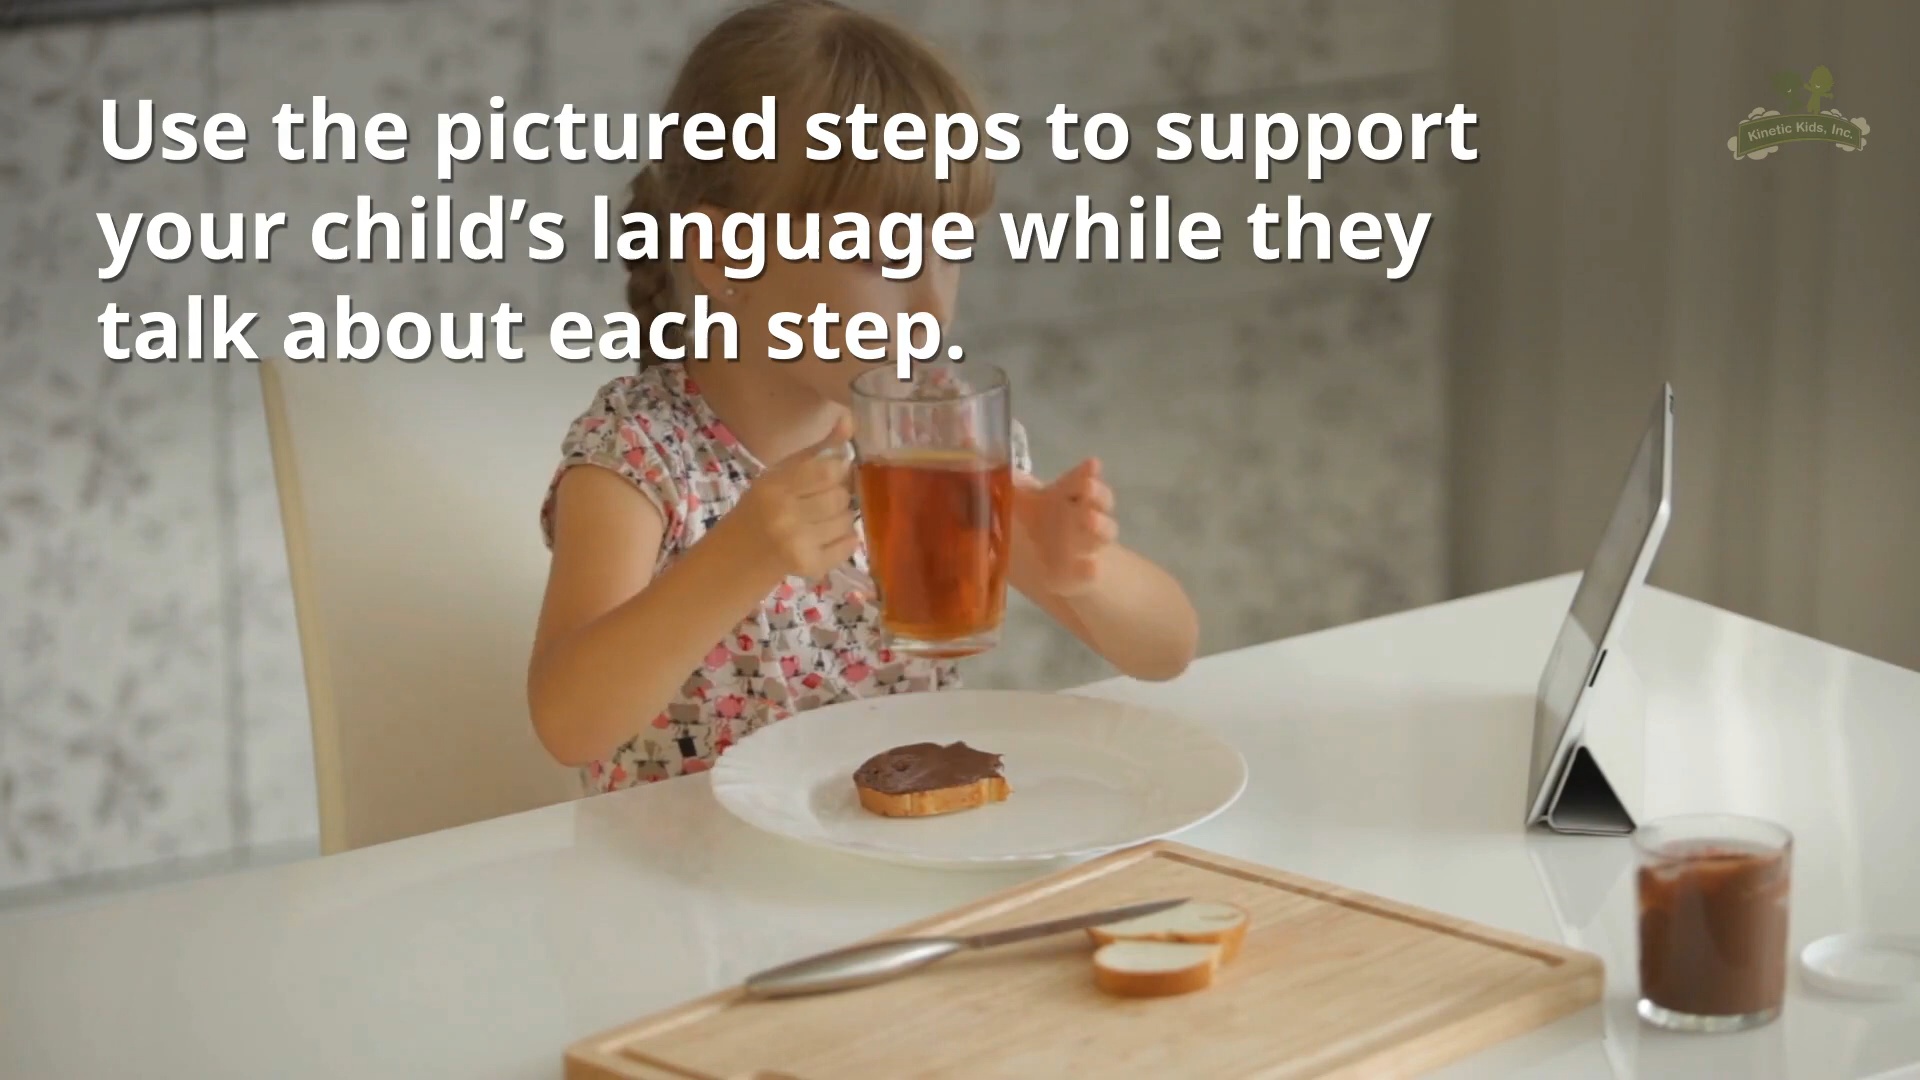 Use the pictured steps to support
your child’s language while they
talk about each step.
Kinetic Kids, Inc.